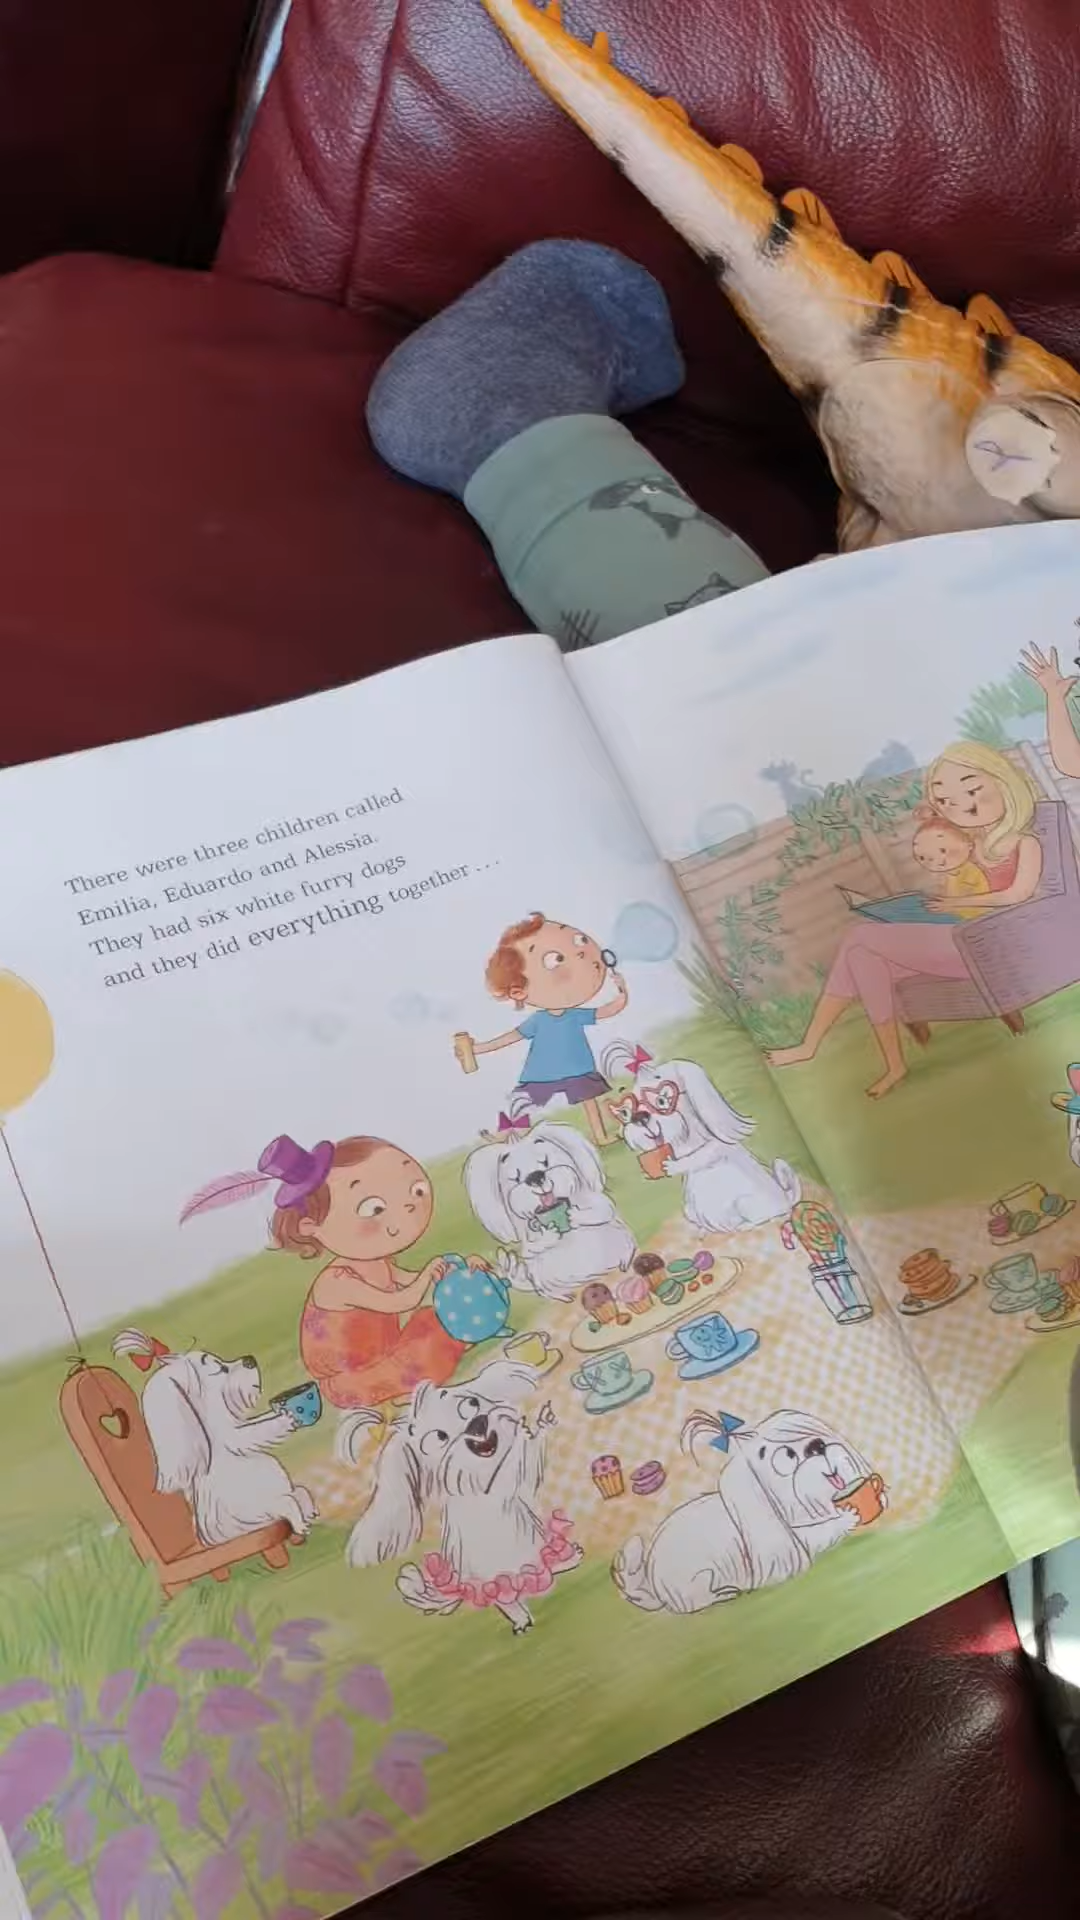 There were three children called
Emilia, Eduardo and Alessia.
They had six white furry dogs
and they did everything together . . .